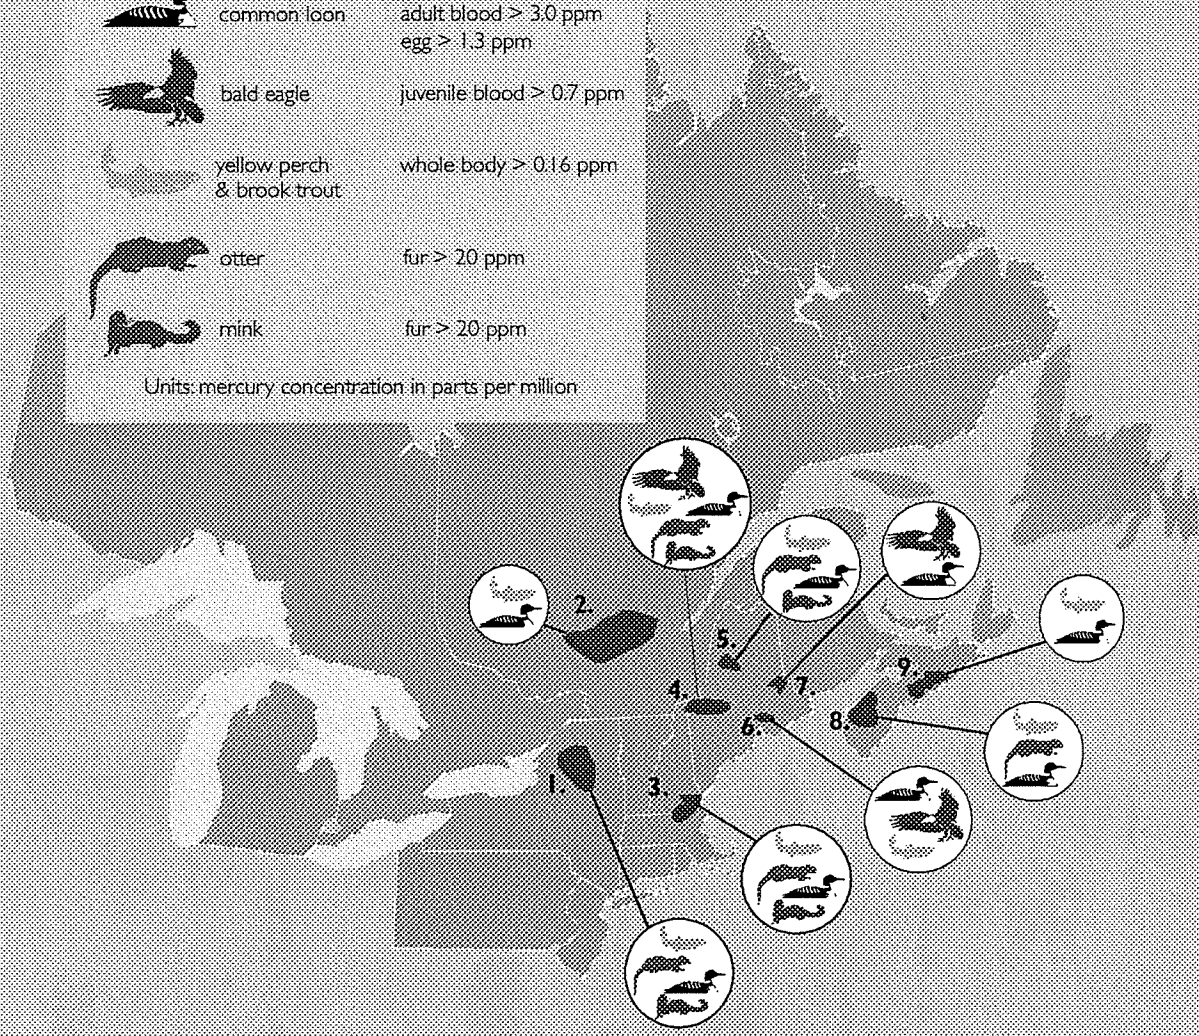 common loon adult blood > 3.0 ppm
egg > 1.3 ppm
bald eagle juvenile blood > 0.7 ppm
yellow perch whole body > 0.16 ppm
& brook trout
otter fur > 20 ppm
mink fur > 20 ppm
Units: mercury concentration in parts per million
2.
5.
9.
4.
7.
6.
8.
1.
3.